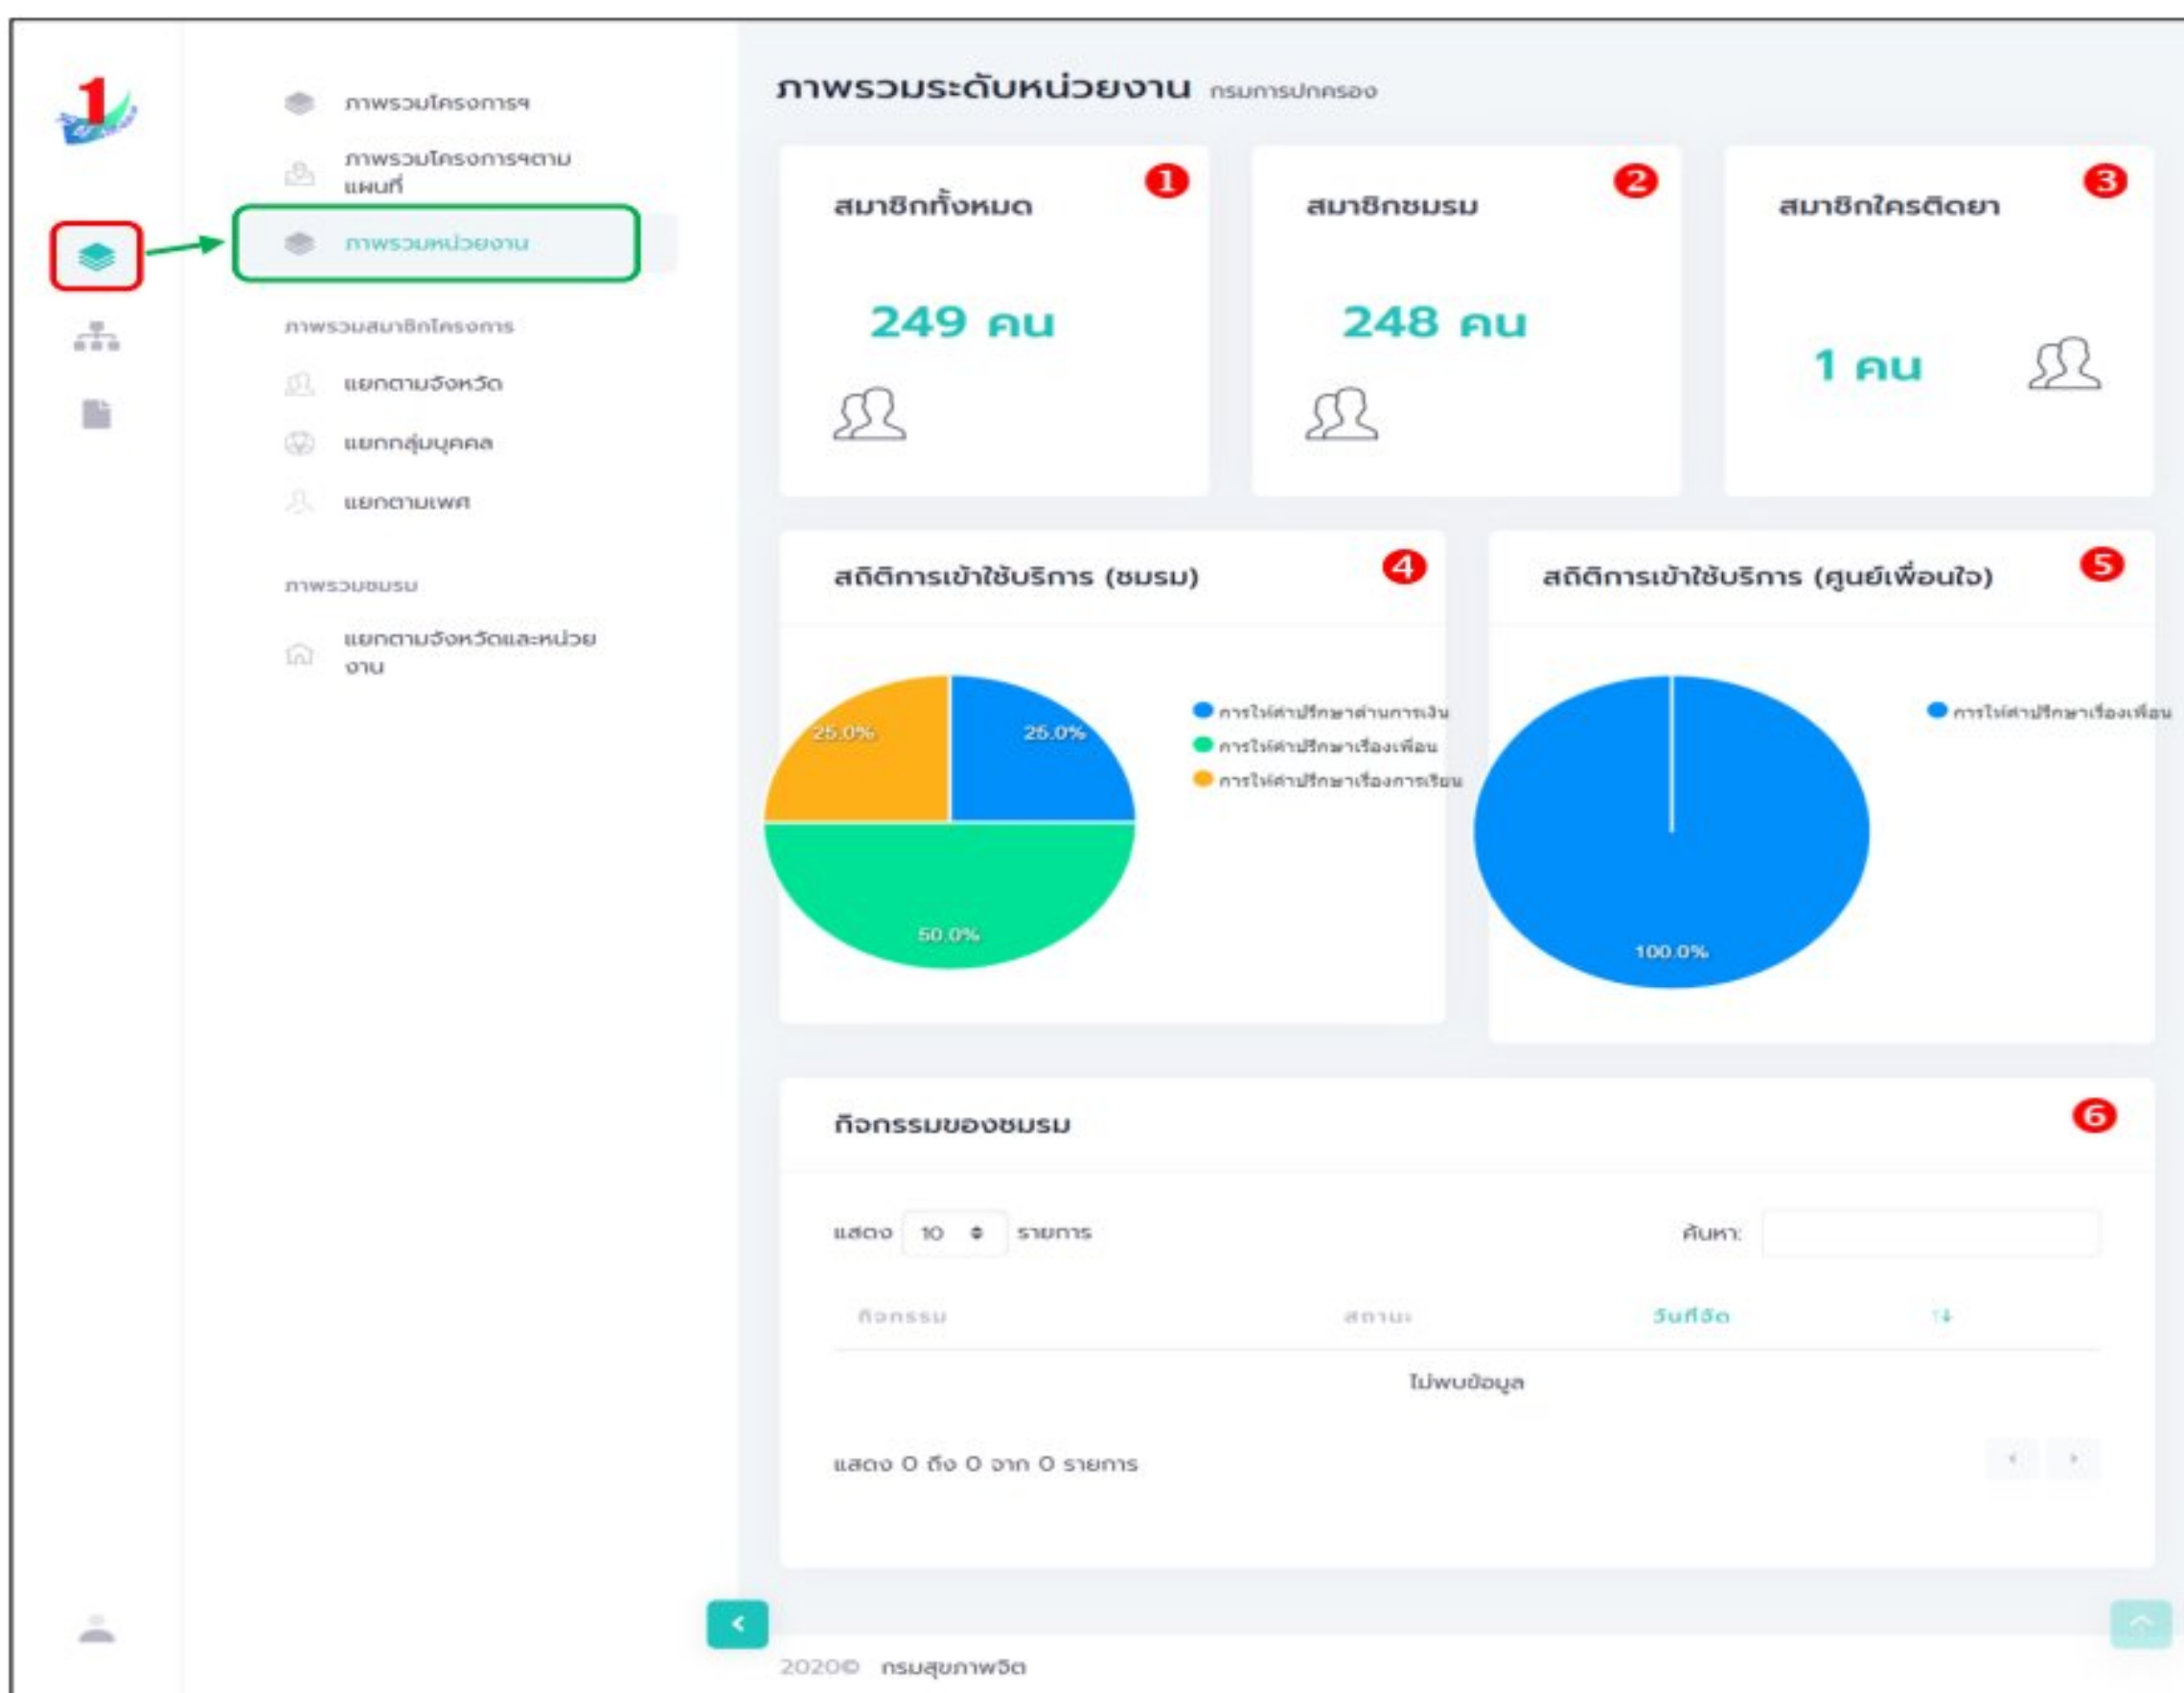 1
ภาพรวมโครงการฯ
ภาพรวมโครงการฯตาม
แผนที่
ภาพรวมหน่วยงาน
ภาพรวมสมาชิกโครงการ
แยกตามจังหวัด
แยกกลุ่มบุคคล
แยกตามเพศ
ภาพรวมชมรม
แยกตามจังหวัดและหน่วย
งาน
ภาพรวมระดับหน่วยงาน กรมการปกครอง
สมาชิกทั้งหมด 1
249 คน
สมาชิกชมรม 2
248 คน
สมาชิกใครติดยา 3
1 คน
สถิติการเข้าใช้บริการ (ชมรม) 4
25.0%
25.0%
50.0%
การให้คำปรึกษาด้านการเงิน
การให้คำปรึกษาเรื่องเพื่อน
การให้คำปรึกษาเรื่องการเรียน
สถิติการเข้าใช้บริการ (ศูนย์เพื่อนใจ) 5
100.0%
การให้คำปรึกษาเรื่องเพื่อน
กิจกรรมของชมรม 6
แสดง 10 รายการ
ค้นหา:
กิจกรรม สถานะ วันที่จัด
ไม่พบข้อมูล
แสดง 0 ถึง 0 จาก 0 รายการ
2020© กรมสุขภาพจิต